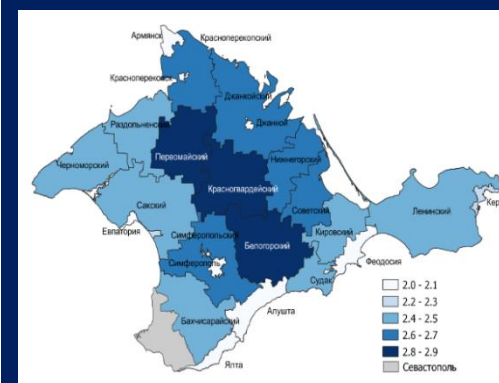 Армянск
Красноперекопский
Красноперекопск
Джанкойский
Раздольненский
Джанкой
Первомайский
Нижнегорский
Черноморский
Красногвардейский
Сакский
Советский
Ленинский
Кер
Кировский
Евпатория
Симферопольский
Белогорский
Феодосия
Симферополь
Судак
2.0 - 2.1
2.2 - 2.3
Алушта
2.4 - 2.5
Бахчисарайский
2.6 - 2.7
2.8 - 2.9
Ялта
Севастополь